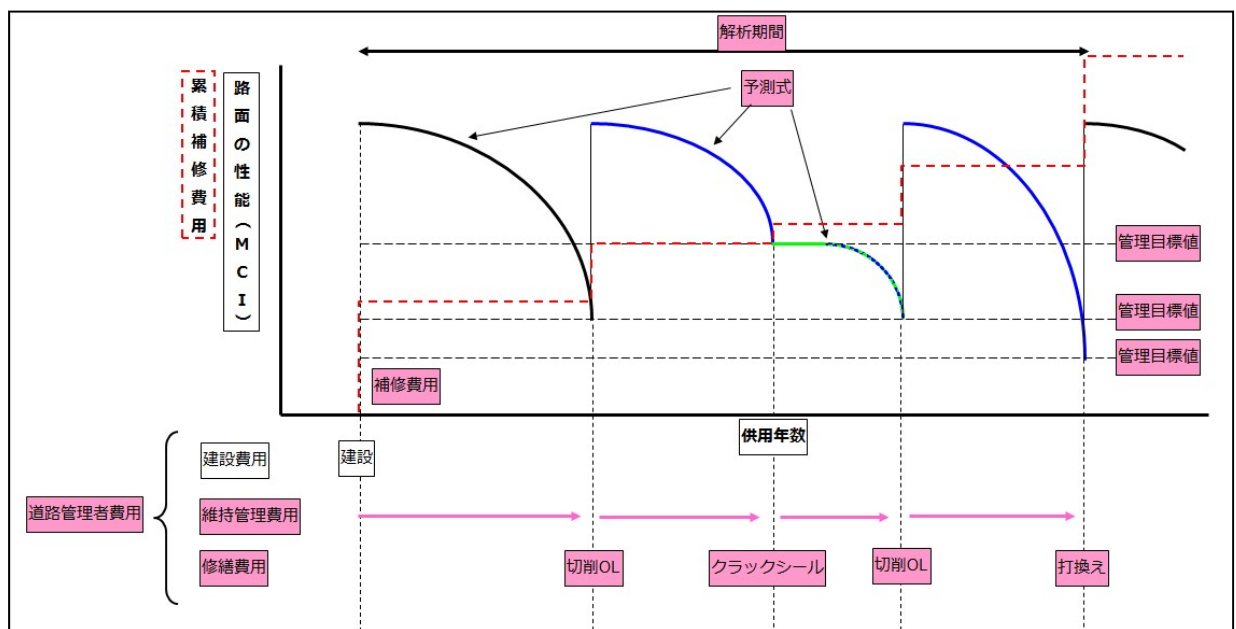 解析期間
累積補修費用
路面の性能(MCI)
予測式
管理目標値
管理目標値
管理目標値
補修費用
供用年数
建設費用
建設
道路管理者費用
維持管理費用
修繕費用
切削OL
クラックシール
切削OL
打換え